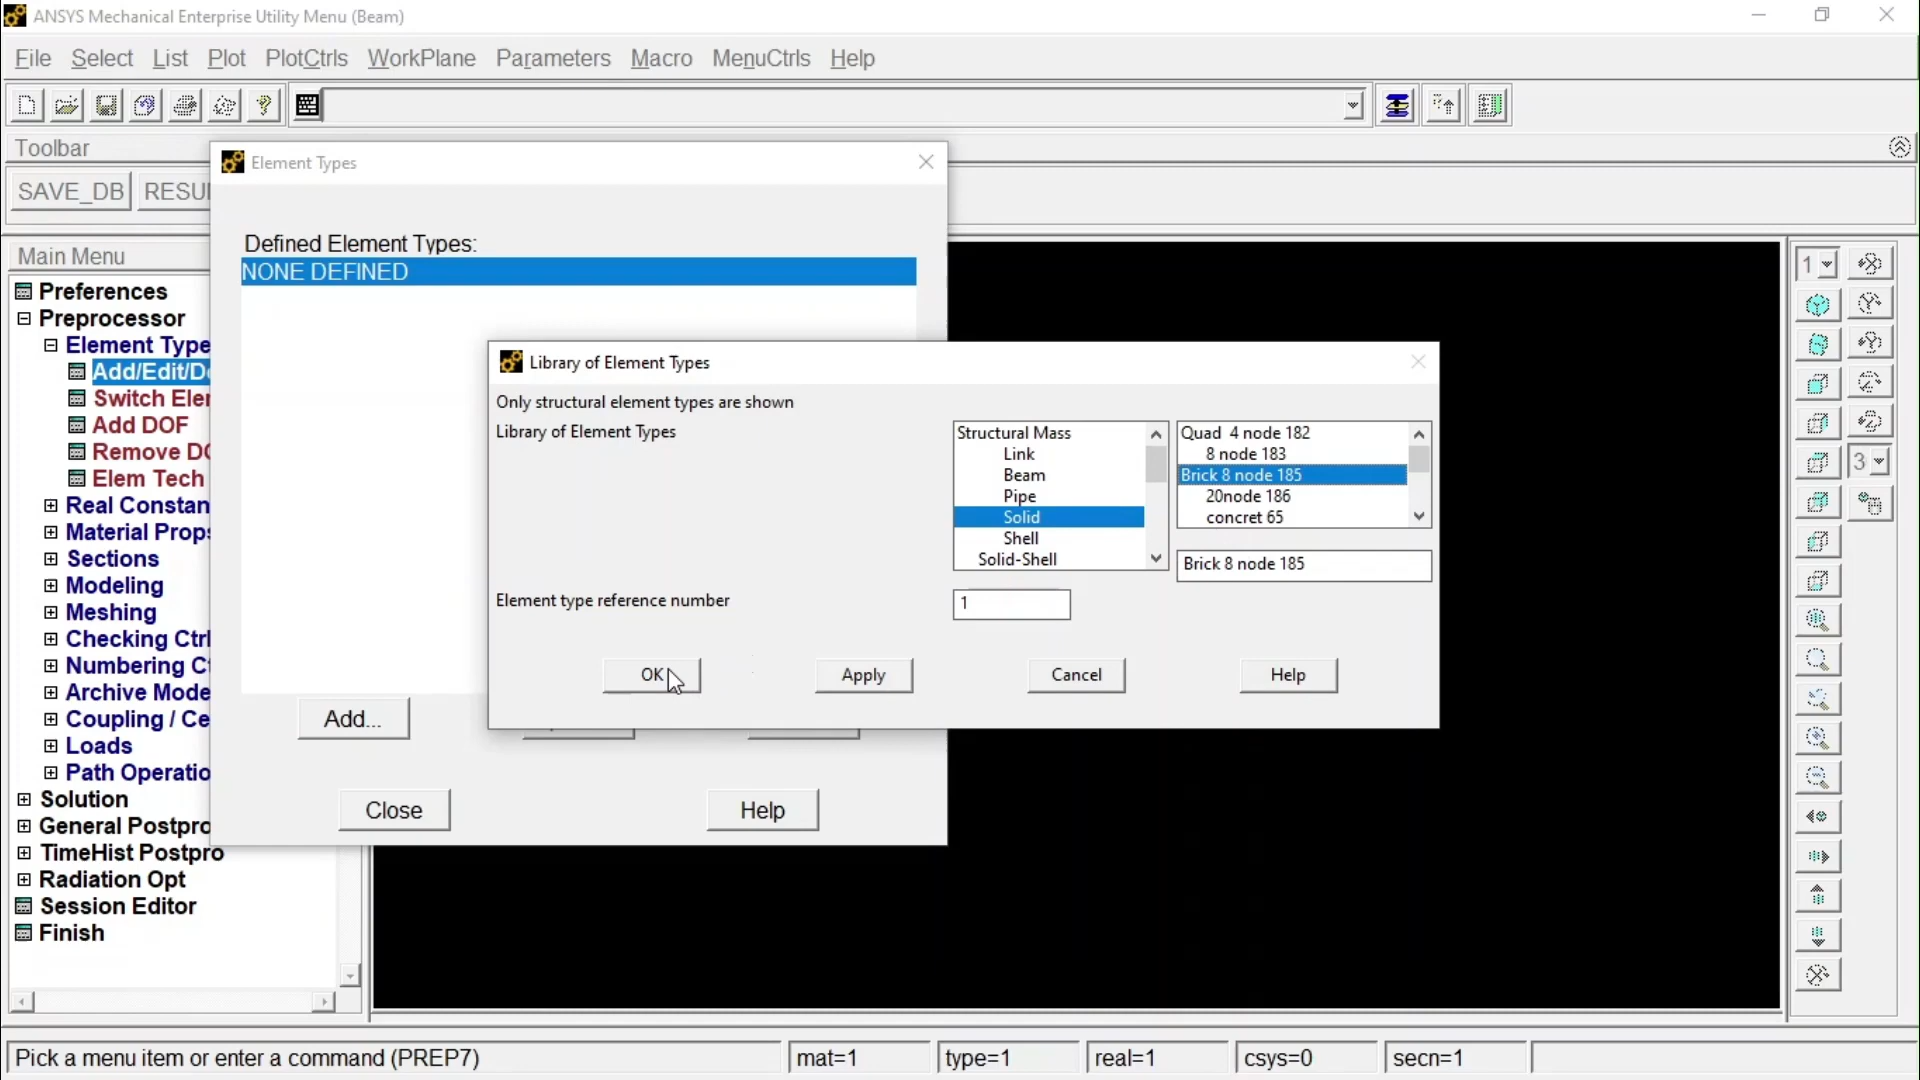 ANSYS Mechanical Enterprise Utility Menu (Beam)
File Select List Plot PlotCtrls WorkPlane Parameters Macro MenuCtrls Help
Toolbar
SAVE_DB RESU
Element Types
Defined Element Types:
NONE DEFINED
Main Menu
Preferences
Preprocessor
Element Type
Add/Edit/De
Switch Eler
Add DOF
Remove DO
Elem Tech
Real Constan
Material Props
Sections
Modeling
Meshing
Checking Ctrl
Numbering Ct
Archive Mode
Coupling / Ce
Loads
Path Operatio
Solution
General Postpro
TimeHist Postpro
Radiation Opt
Session Editor
Finish
Library of Element Types
Only structural element types are shown
Library of Element Types
Structural Mass
Link
Beam
Pipe
Solid
Shell
Solid-Shell
Quad 4 node 182
8 node 183
Brick 8 node 185
20node 186
concret 65
Brick 8 node 185
Element type reference number
1
OK Apply Cancel Help
Add...
Close Help
1
3
Pick a menu item or enter a command (PREP7) mat=1 type=1 real=1 csys=0 secn=1